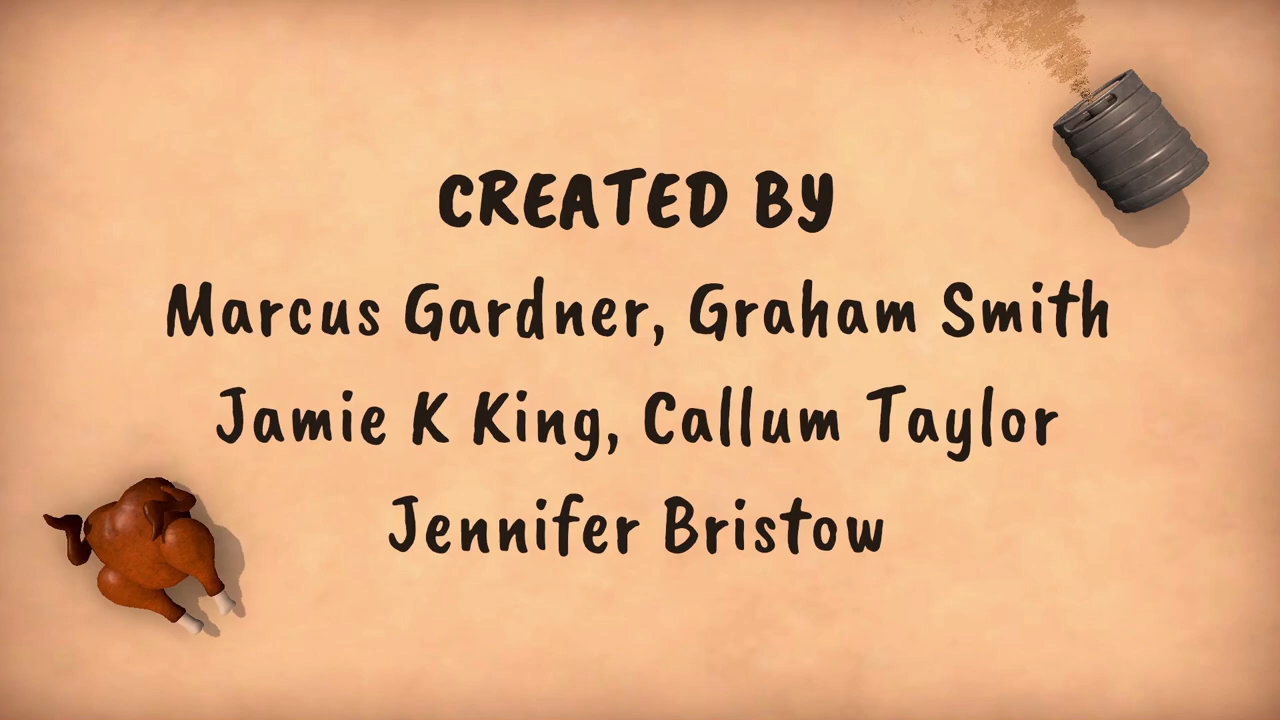 CREATED BY
Marcus Gardner, Graham Smith
Jamie K King, Callum Taylor
Jennifer Bristow